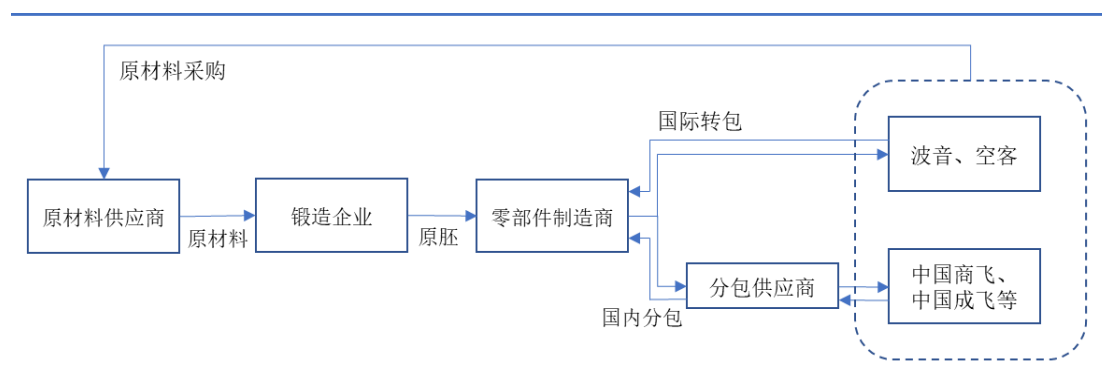 原材料采购
国际转包
波音、空客
原材料供应商
原材料
锻造企业
原胚
零部件制造商
国内分包
分包供应商
中国商飞、
中国成飞等